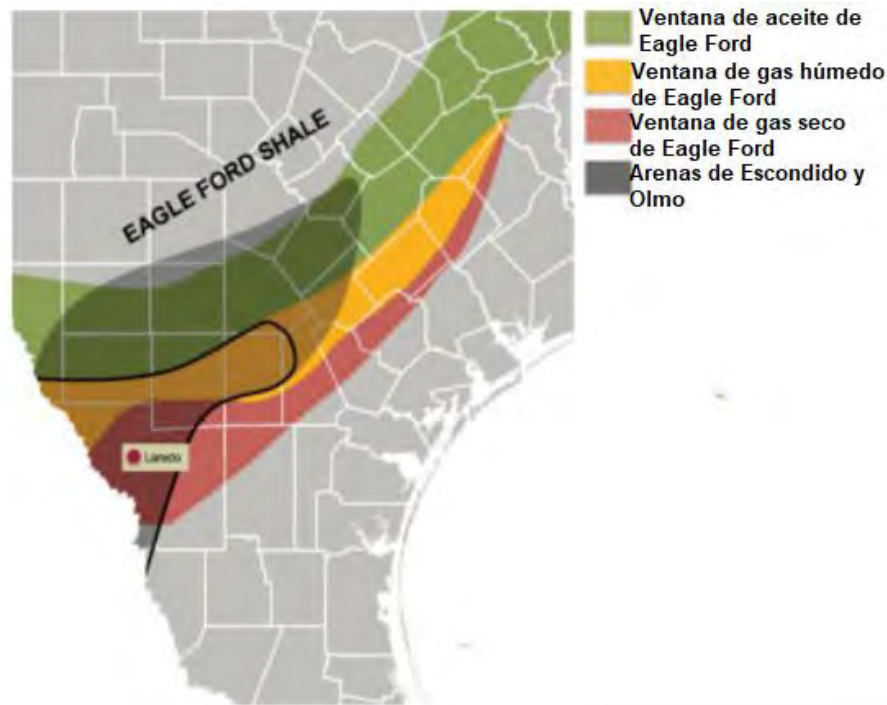 Ventana de aceite de
Eagle Ford
Ventana de gas húmedo
de Eagle Ford
Ventana de gas seco
de Eagle Ford
Arenas de Escondido y
Olmo
EAGLE FORD SHALE
Laredo